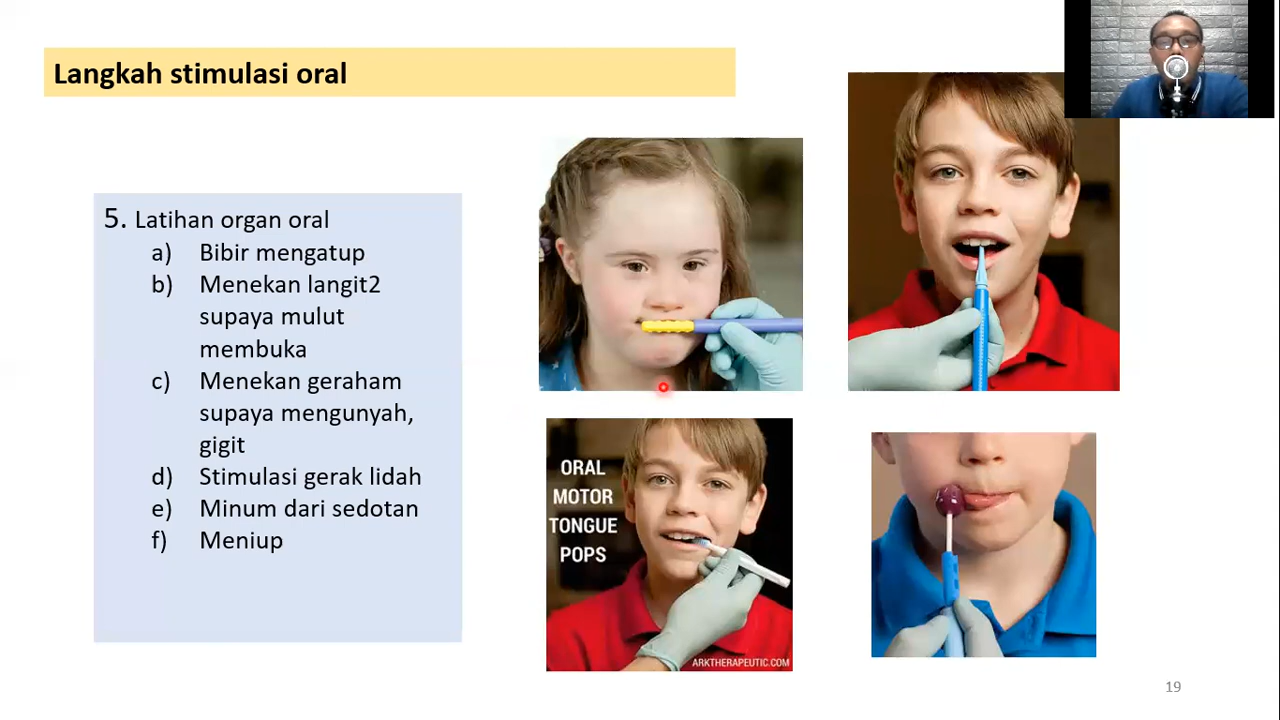 Langkah stimulasi oral
5. Latihan organ oral
a) Bibir mengatup
b) Menekan langit2
supaya mulut
membuka
c) Menekan geraham
supaya mengunyah,
gigit
d) Stimulasi gerak lidah
e) Minum dari sedotan
f) Meniup
ORAL
MOTOR
TONGUE
POPS
ARKTHERAPEUTIC.COM
19